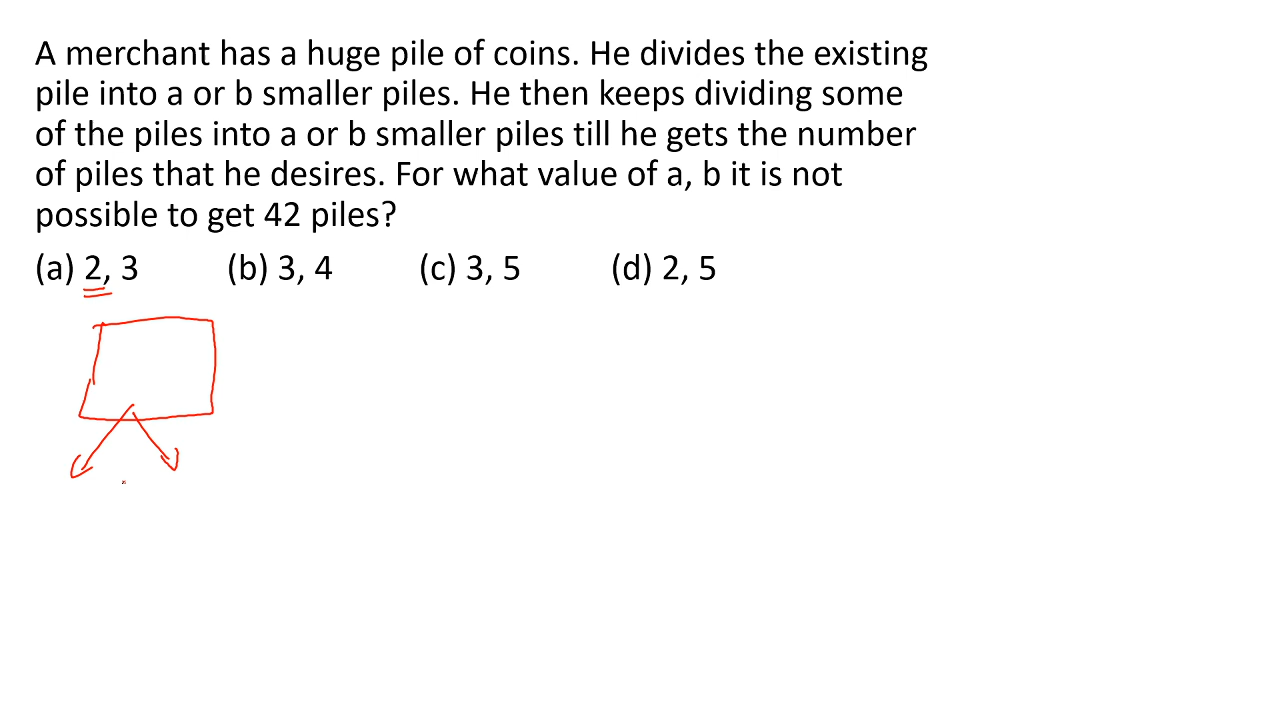 A merchant has a huge pile of coins. He divides the existing
pile into a or b smaller piles. He then keeps dividing some
of the piles into a or b smaller piles till he gets the number
of piles that he desires. For what value of a, b it is not
possible to get 42 piles?
(a) 2, 3 (b) 3, 4 (c) 3, 5 (d) 2, 5